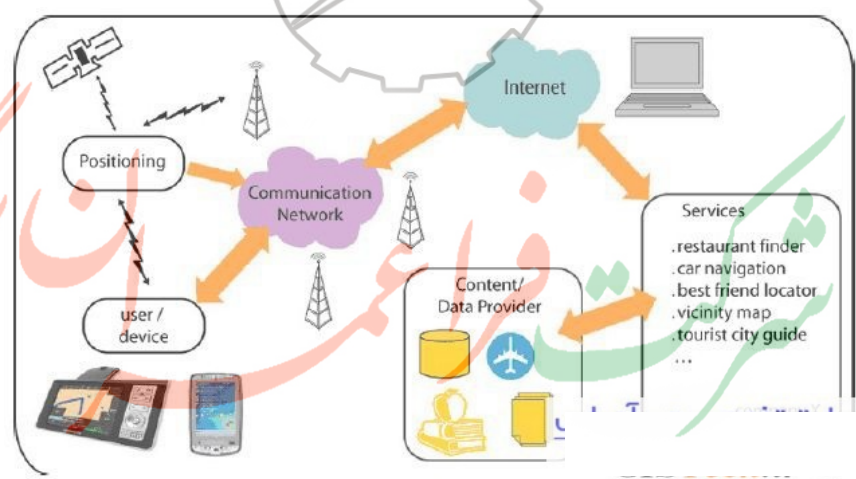 Positioning
Communication
Network
Internet
user /
device
Content/
Data Provider
Services
.restaurant finder
.car navigation
.best friend locator
.vicinity map
.tourist city guide
...
شرکت